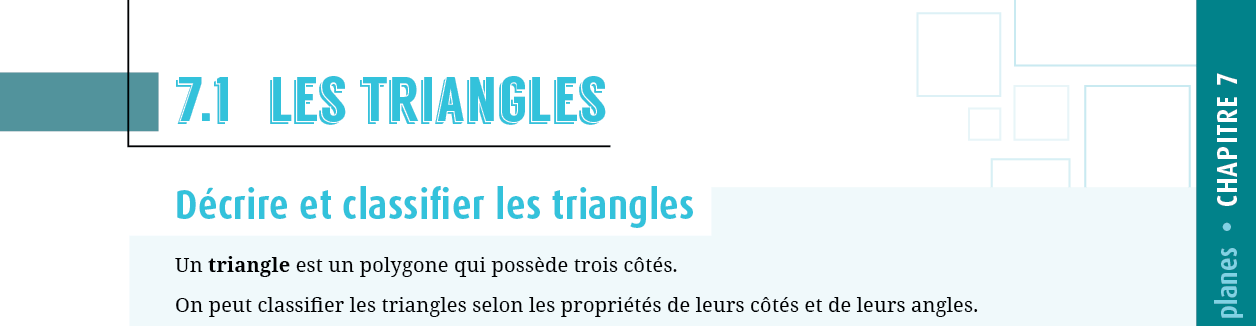 7.1 LES TRIANGLES
Décrire et classifier les triangles
Un triangle est un polygone qui possède trois côtés.
On peut classifier les triangles selon les propriétés de leurs côtés et de leurs angles.
planes • CHAPITRE 7